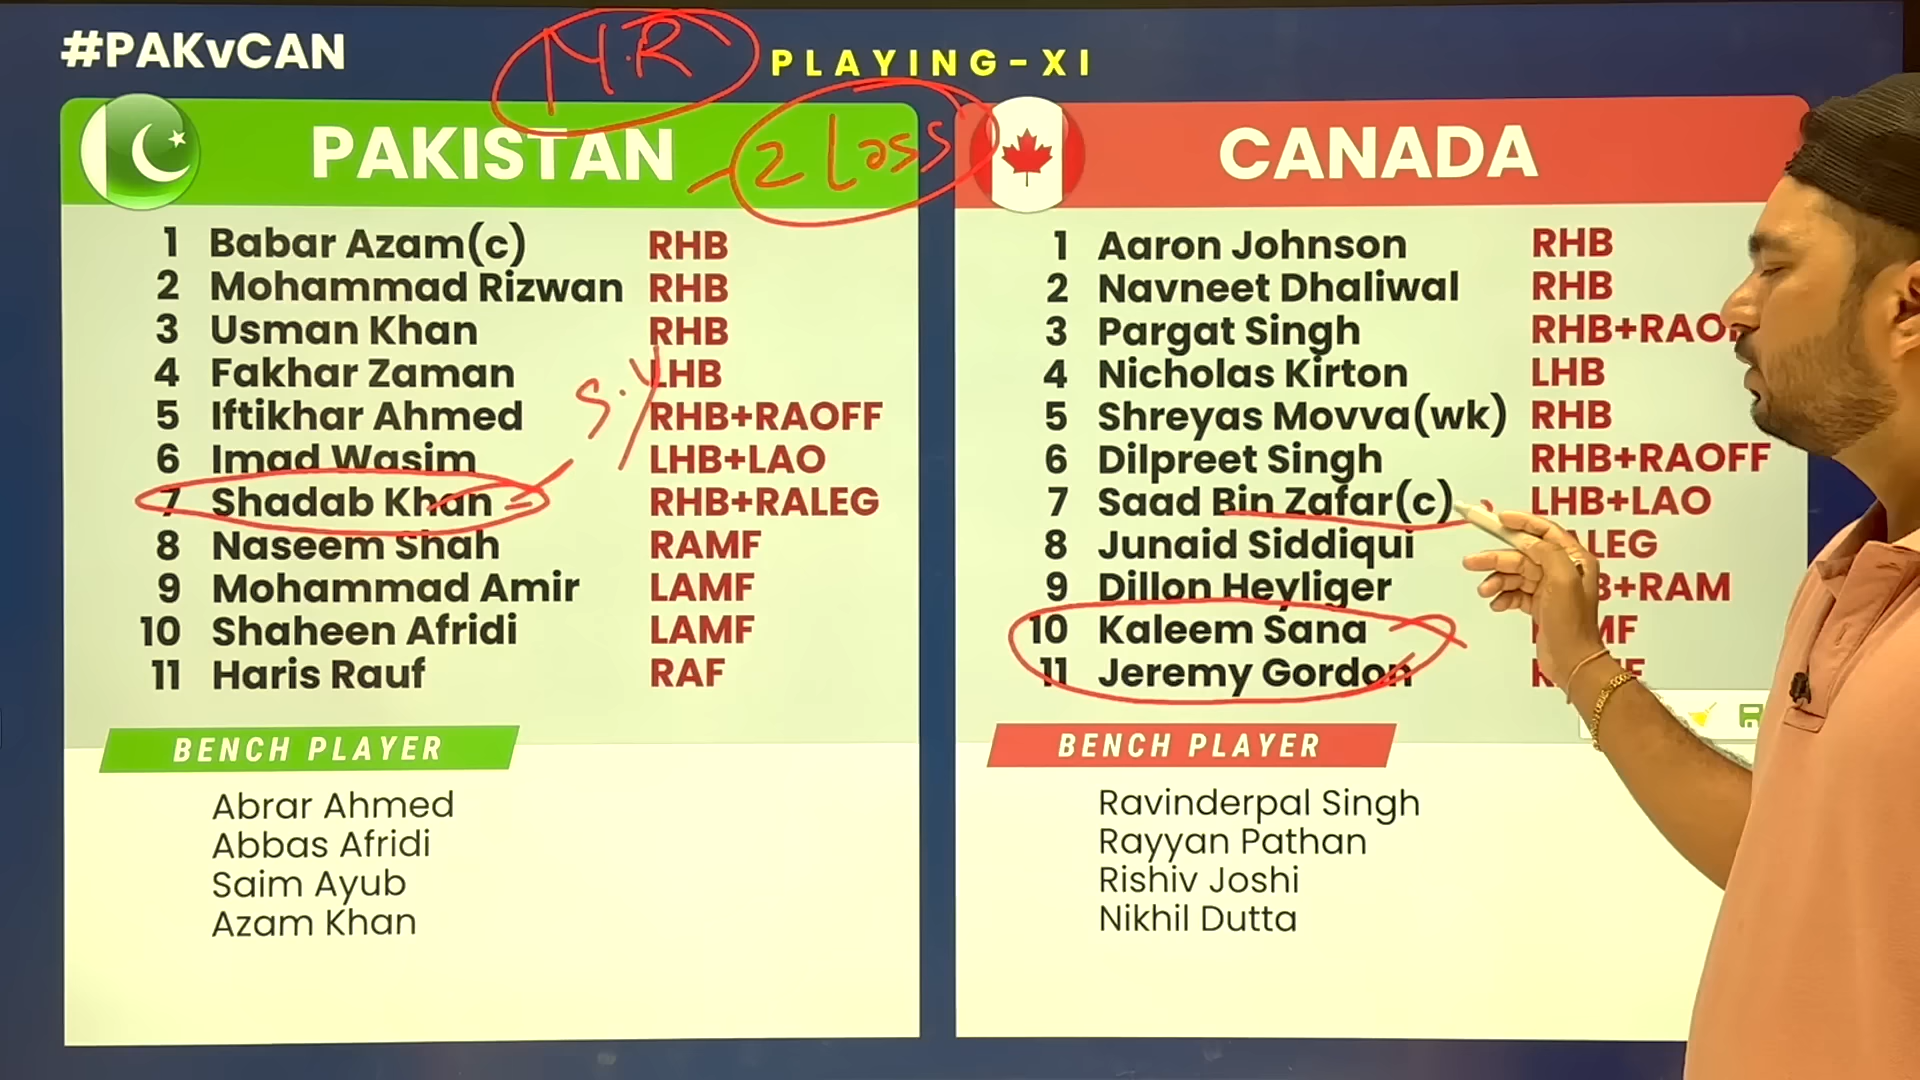 #PAKvCAN
M.R
PLAYING-XI
PAKISTAN
2 Loss
1 Babar Azam(c) RHB
2 Mohammad Rizwan RHB
3 Usman Khan RHB
4 Fakhar Zaman LHB
S.Y
5 Iftikhar Ahmed RHB+RAOFF
6 Imad Wasim LHB+LAO
7 Shadab Khan RHB+RALEG
8 Naseem Shah RAMF
9 Mohammad Amir LAMF
10 Shaheen Afridi LAMF
11 Haris Rauf RAF
BENCH PLAYER
Abrar Ahmed
Abbas Afridi
Saim Ayub
Azam Khan
CANADA
1 Aaron Johnson RHB
2 Navneet Dhaliwal RHB
3 Pargat Singh
4 Nicholas Kirton LHB
5 Shreyas Movva(wk) RHB
6 Dilpreet Singh RHB+RAOFF
7 Saad Bin Zafar(c) LHB+LAO
8 Junaid Siddiqui
9 Dillon Heyliger
10 Kaleem Sana
11 Jeremy Gordon
BENCH PLAYER
Ravinderpal Singh
Rayyan Pathan
Rishiv Joshi
Nikhil Dutta